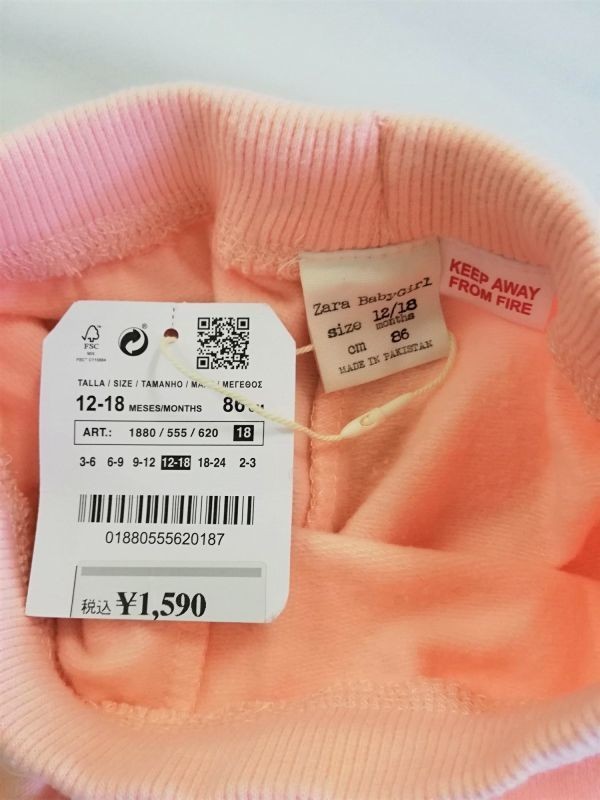 Zara BabyGirl
size 12/18
months
cm 86
MADE IN PAKISTAN
KEEP AWAY
FROM FIRE
FSC
TALLA / SIZE / TAMANHO / ΜΕΓΕΘΟΣ
12-18 MESES/MONTHS 86
ART.: 1880 / 555 / 620 18
3-6 6-9 9-12 12-18 18-24 2-3
01880555620187
税込 ¥1,590